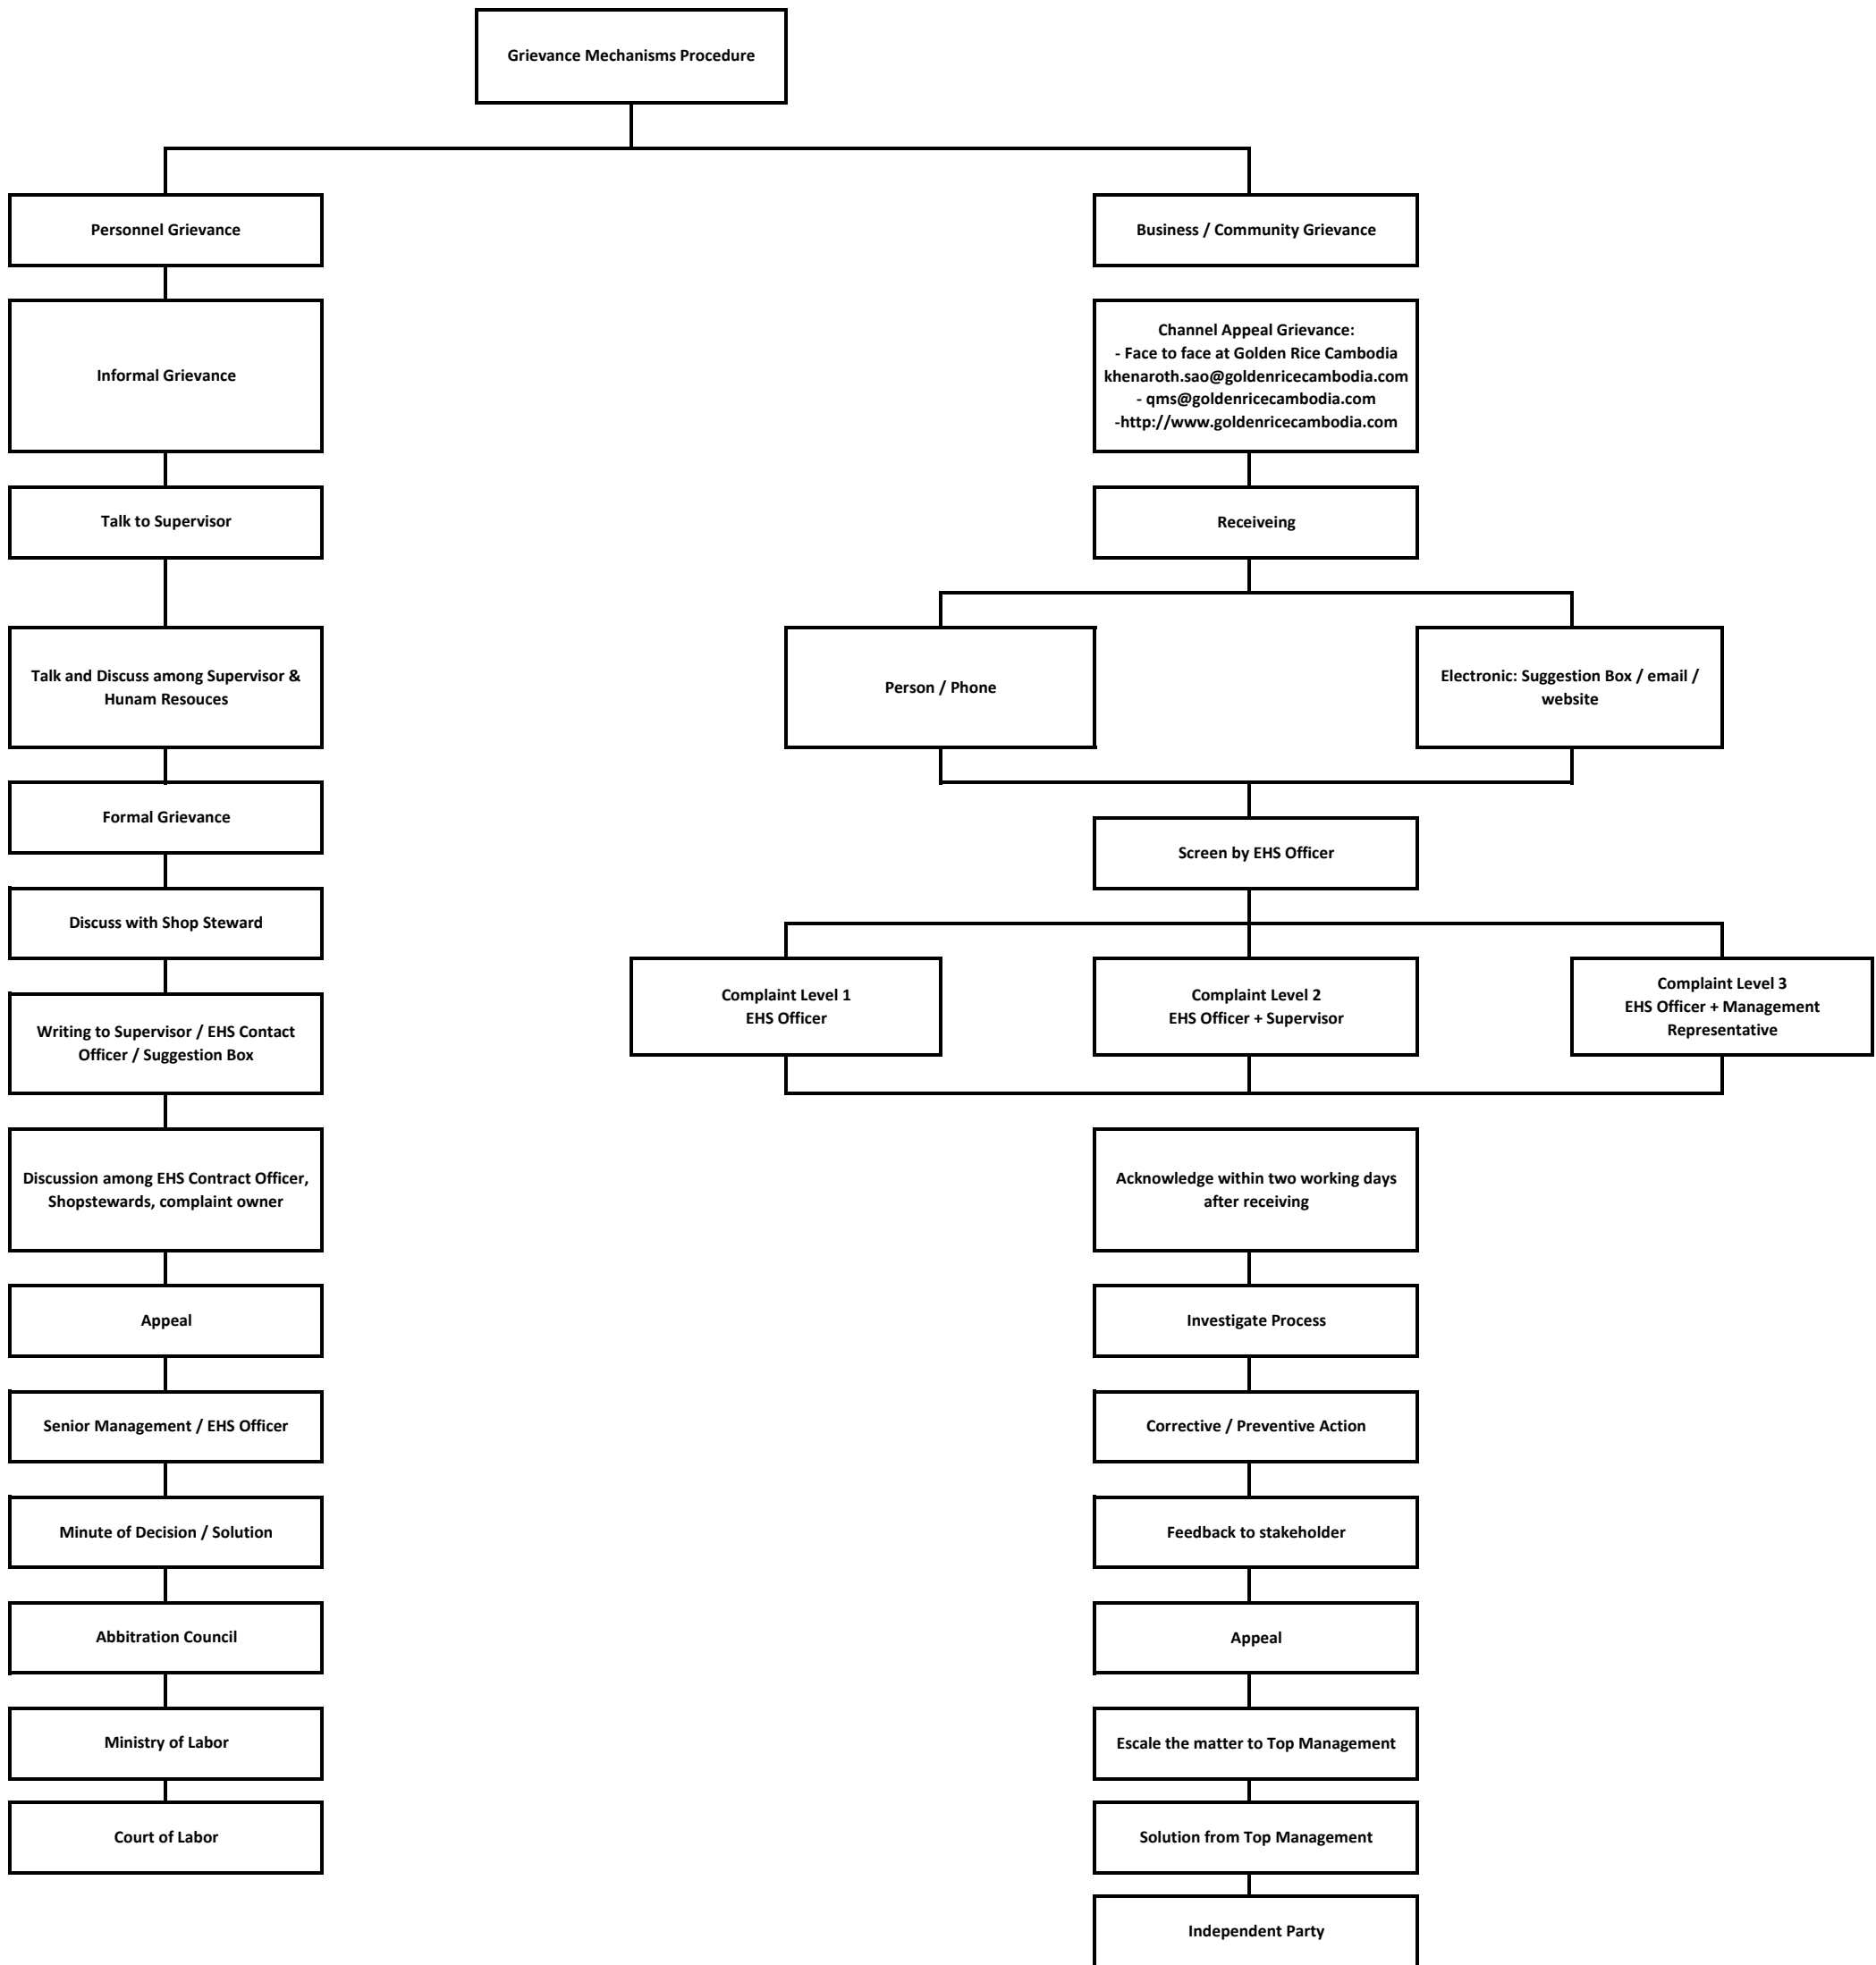 Grievance Mechanisms Procedure
Personnel Grievance
Business / Community Grievance
Informal Grievance
Channel Appeal Grievance:
- Face to face at Golden Rice Cambodia
khenaroth.sao@goldenricecambodia.com
- qms@goldenricecambodia.com
-http://www.goldenricecambodia.com
Talk to Supervisor
Receiveing
Talk and Discuss among Supervisor &
Hunam Resouces
Person / Phone
Electronic: Suggestion Box / email /
website
Formal Grievance
Screen by EHS Officer
Discuss with Shop Steward
Writing to Supervisor / EHS Contact
Officer / Suggestion Box
Complaint Level 1
EHS Officer
Complaint Level 2
EHS Officer + Supervisor
Complaint Level 3
EHS Officer + Management
Representative
Discussion among EHS Contract Officer,
Shopstewards, complaint owner
Acknowledge within two working days
after receiving
Appeal
Investigate Process
Senior Management / EHS Officer
Corrective / Preventive Action
Minute of Decision / Solution
Feedback to stakeholder
Abbitration Council
Appeal
Ministry of Labor
Escale the matter to Top Management
Court of Labor
Solution from Top Management
Independent Party